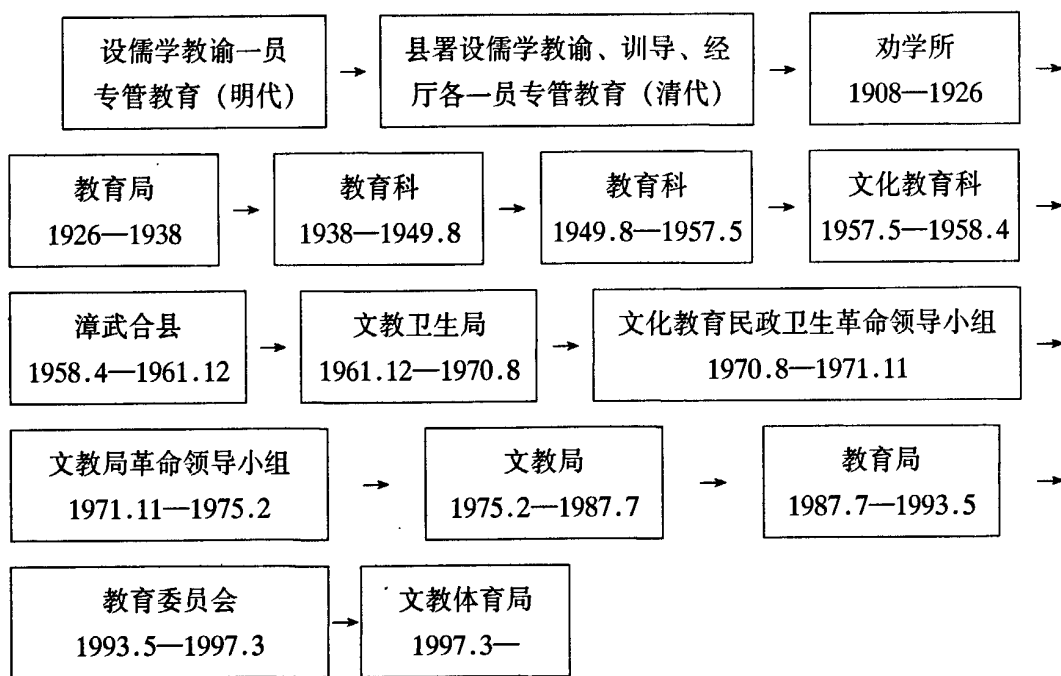 设儒学教谕一员
专管教育（明代）
县署设儒学教谕、训导、经
厅各一员专管教育（清代）
劝学所
1908—1926
教育局
1926—1938
教育科
1938—1949.8
教育科
1949.8—1957.5
文化教育科
1957.5—1958.4
漳武合县
1958.4—1961.12
文教卫生局
1961.12—1970.8
文化教育民政卫生革命领导小组
1970.8—1971.11
文教局革命领导小组
1971.11—1975.2
文教局
1975.2—1987.7
教育局
1987.7—1993.5
教育委员会
1993.5—1997.3
文教体育局
1997.3—